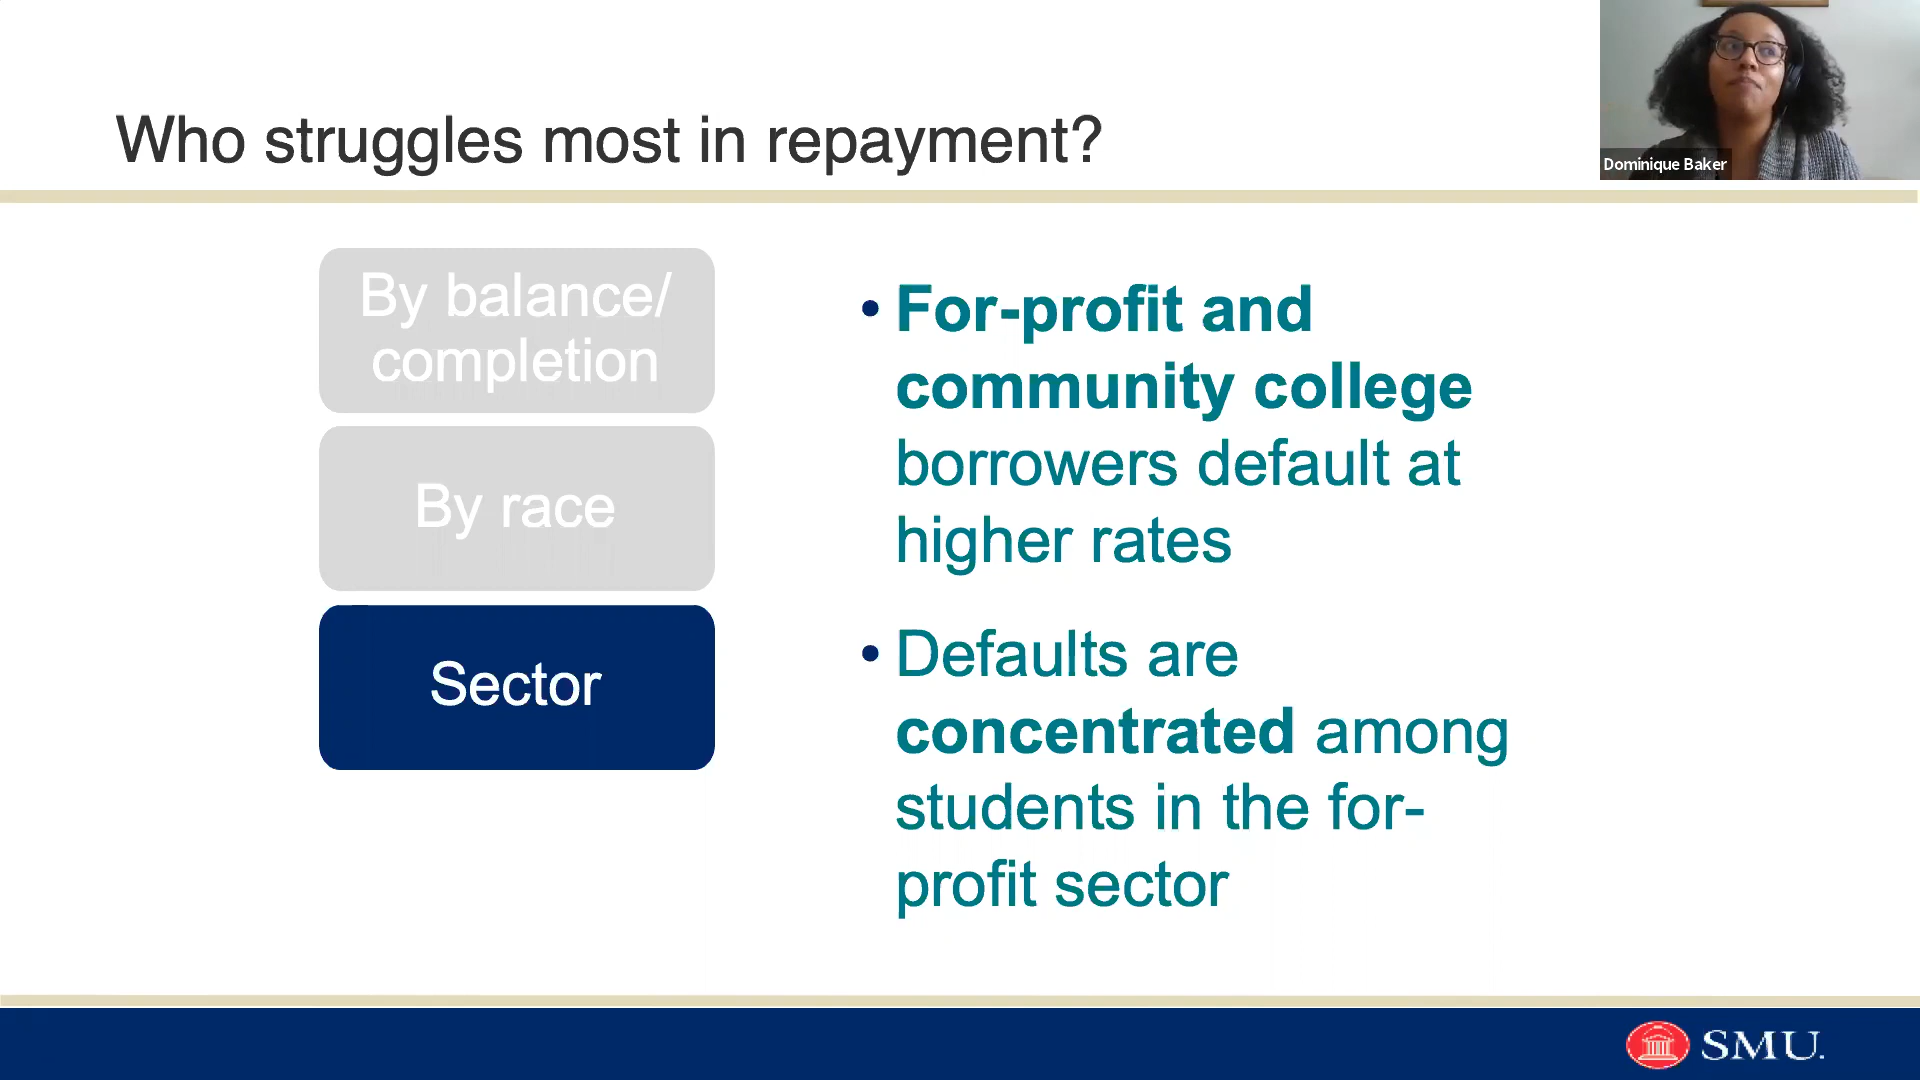 Who struggles most in repayment?
Dominique Baker
By balance/
completion
By race
Sector
• For-profit and
community college
borrowers default at
higher rates
• Defaults are
concentrated among
students in the for-
profit sector
SMU.